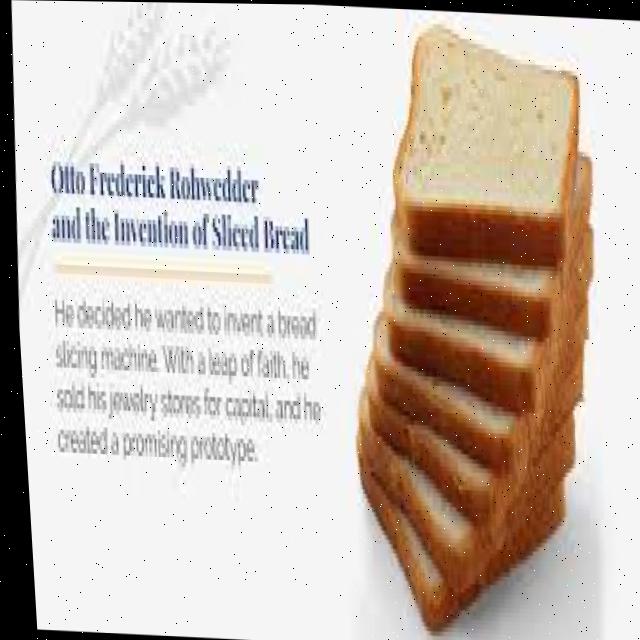 Otto Frederick Rohwedder
and the Invention of Sliced Bread
He decided he wanted to invent a bread
slicing machine. With a leap of faith, he
sold his jewelry stores for capital, and he
created a promising prototype.